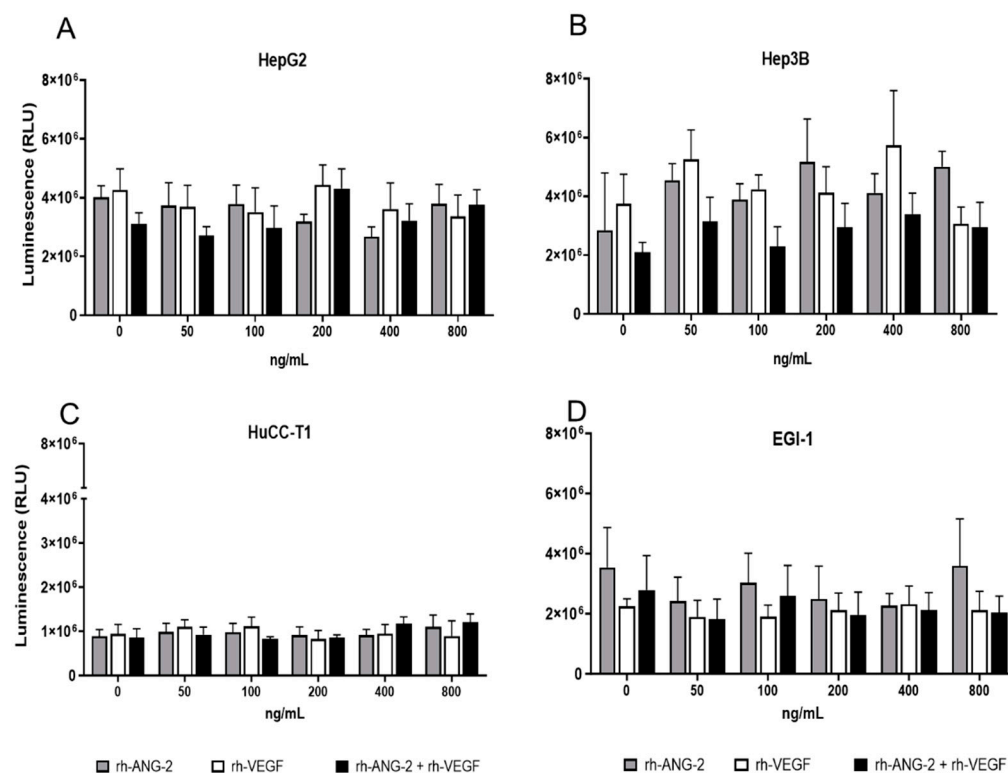 A
HepG2
Luminescence (RLU)
8×10⁶
6×10⁶
4×10⁶
2×10⁶
0
0 50 100 200 400 800
ng/mL
B
Hep3B
8×10⁶
6×10⁶
4×10⁶
2×10⁶
0
0 50 100 200 400 800
ng/mL
C
HuCC-T1
Luminescence (RLU)
8×10⁶
4×10⁶
3×10⁶
2×10⁶
1×10⁶
0
0 50 100 200 400 800
ng/mL
D
EGI-1
8×10⁶
6×10⁶
4×10⁶
2×10⁶
0
0 50 100 200 400 800
ng/mL
rh-ANG-2 rh-VEGF rh-ANG-2 + rh-VEGF
rh-ANG-2 rh-VEGF rh-ANG-2 + rh-VEGF